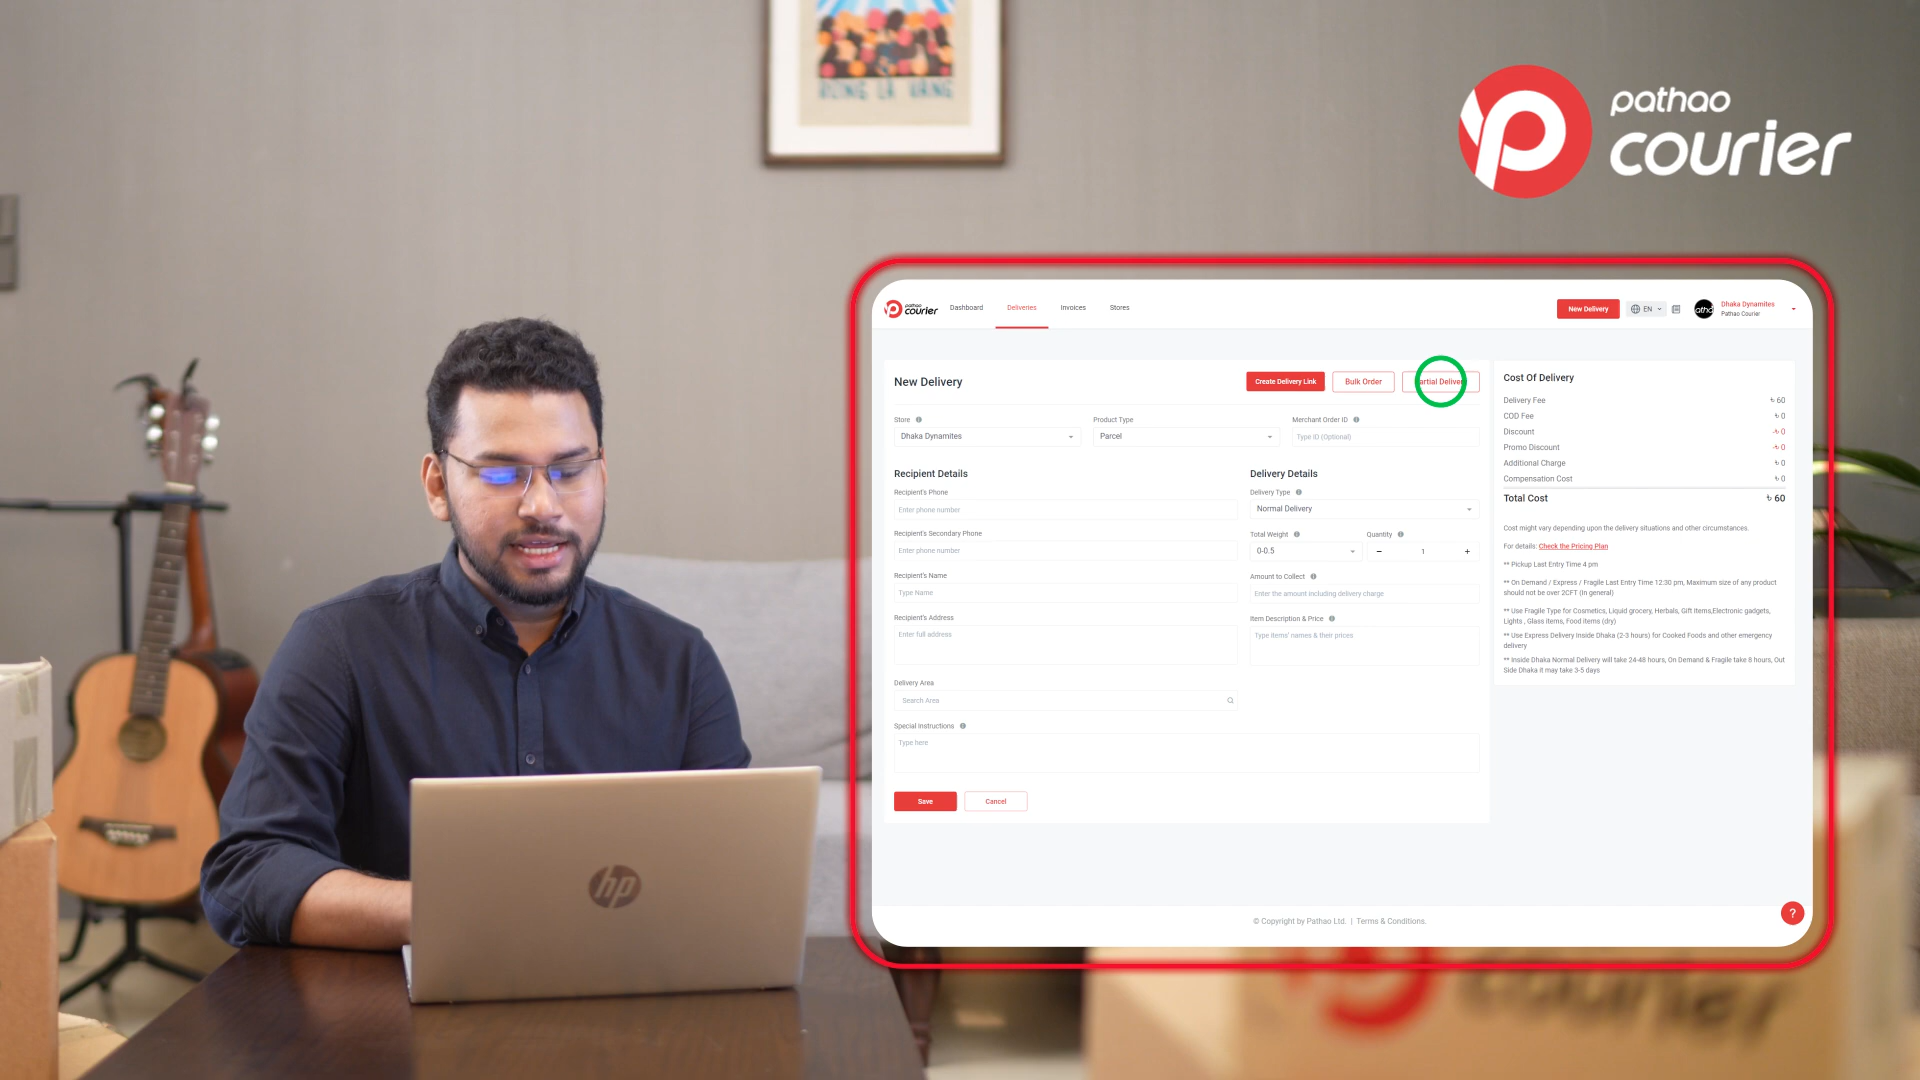 BÔNG LÀ VÀNG
pathao
courier
pathao
courier
Dashboard
Deliveries
Invoices
Stores
New Delivery
EN
Dhaka Dynamites
Pathao Courier
New Delivery
Create Delivery Link
Bulk Order
Partial Delivery
Store
Product Type
Merchant Order ID
Dhaka Dynamites
Parcel
Type ID (Optional)
Recipient Details
Recipient's Phone
Enter phone number
Recipient's Secondary Phone
Enter phone number
Recipient's Name
Type Name
Recipient's Address
Enter full address
Delivery Area
Search Area
Special Instructions
Type here
Save
Cancel
Delivery Details
Delivery Type
Normal Delivery
Total Weight
Quantity
0-0.5
− 1 +
Amount to Collect
Enter the amount including delivery charge
Item Description & Price
Type items' names & their prices
Cost Of Delivery
Delivery Fee ৳ 60
COD Fee ৳ 0
Discount -৳ 0
Promo Discount -৳ 0
Additional Charge ৳ 0
Compensation Cost ৳ 0
Total Cost ৳ 60
Cost might vary depending upon the delivery situations and other circumstances.
For details: Check the Pricing Plan
** Pickup Last Entry Time 4 pm
** On Demand / Express / Fragile Last Entry Time 12:30 pm, Maximum size of any product
should not be over 2CFT (In general)
** Use Fragile Type for Cosmetics, Liquid grocery, Herbals, Gift Items,Electronic gadgets,
Lights , Glass items, Food items (dry)
** Use Express Delivery Inside Dhaka (2-3 hours) for Cooked Foods and other emergency
delivery
** Inside Dhaka Normal Delivery will take 24-48 hours, On Demand & Fragile take 8 hours, Out
Side Dhaka it may take 3-5 days
© Copyright by Pathao Ltd. | Terms & Conditions.
?
hp
courier